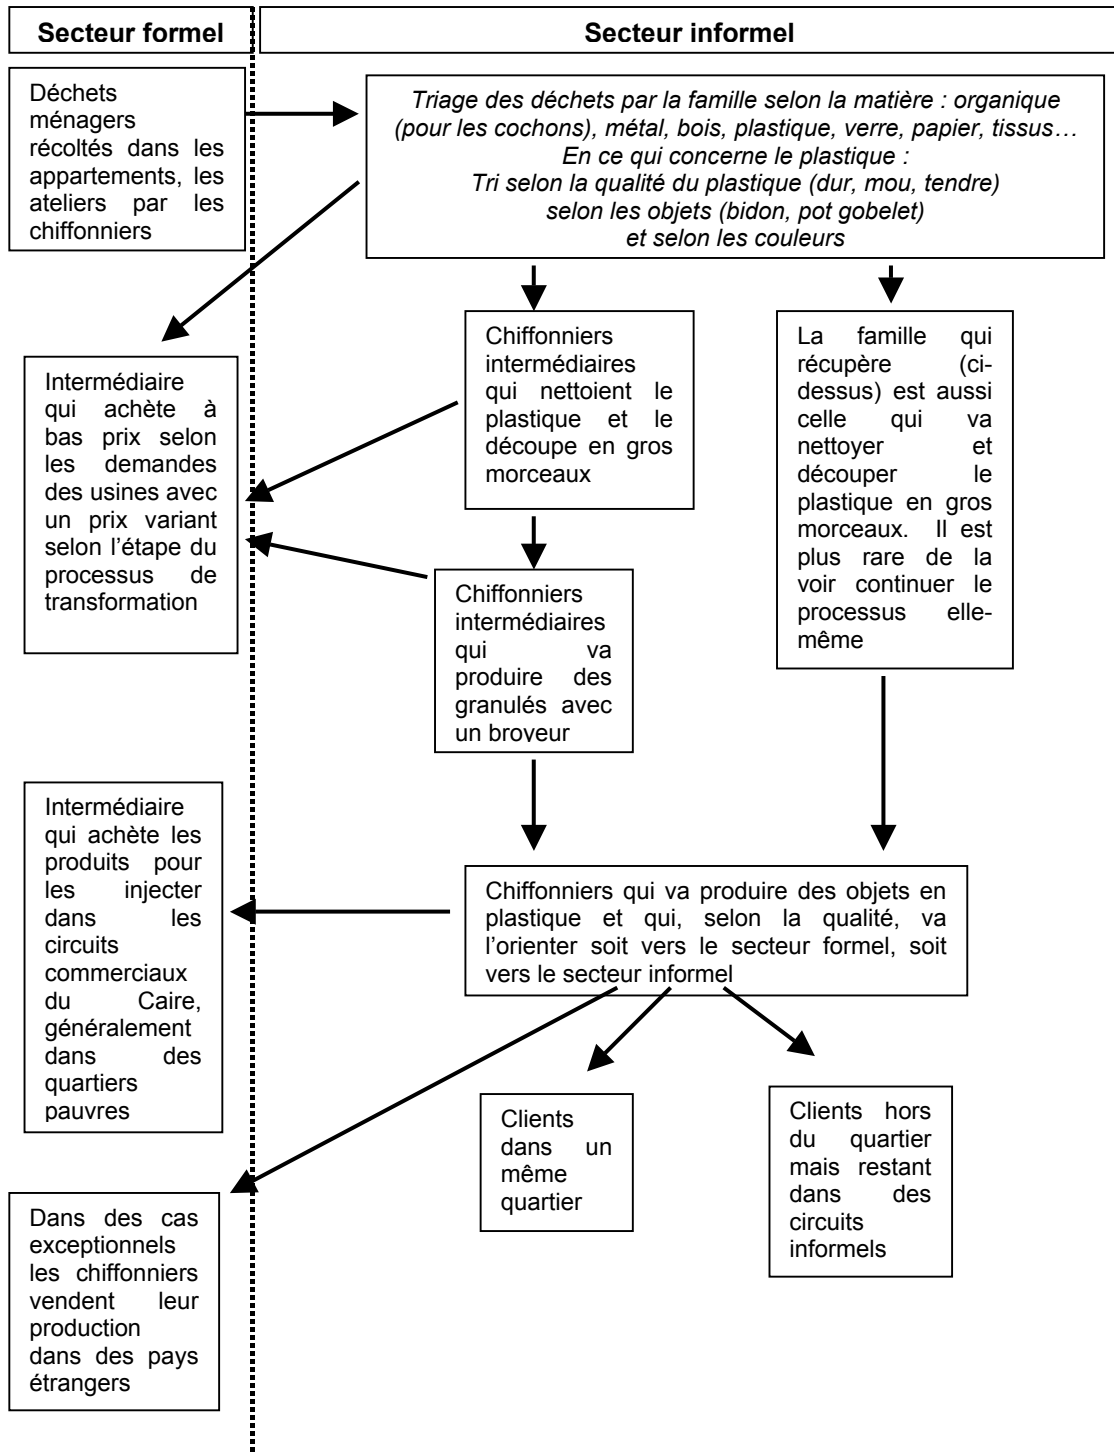 Secteur formel
Secteur informel
Déchets
ménagers
récoltés dans les
appartements, les
ateliers par les
chiffonniers
Triage des déchets par la famille selon la matière : organique
(pour les cochons), métal, bois, plastique, verre, papier, tissus…
En ce qui concerne le plastique :
Tri selon la qualité du plastique (dur, mou, tendre)
selon les objets (bidon, pot gobelet)
et selon les couleurs
Intermédiaire
qui achète à
bas prix selon
les demandes
des usines avec
un prix variant
selon l’étape du
processus de
transformation
Chiffonniers
intermédiaires
qui nettoient le
plastique et le
découpe en gros
morceaux
La famille qui
récupère (ci-
dessus) est aussi
celle qui va
nettoyer et
découper le
plastique en gros
morceaux. Il est
plus rare de la
voir continuer le
processus elle-
même
Chiffonniers
intermédiaires
qui va
produire des
granulés avec
un broyeur
Intermédiaire
qui achète les
produits pour
les injecter
dans les
circuits
commerciaux
du Caire,
généralement
dans des
quartiers
pauvres
Chiffonniers qui va produire des objets en
plastique et qui, selon la qualité, va
l’orienter soit vers le secteur formel, soit
vers le secteur informel
Clients
dans un
même
quartier
Clients hors
du quartier
mais restant
dans des
circuits
informels
Dans des cas
exceptionnels
les chiffonniers
vendent leur
production
dans des pays
étrangers